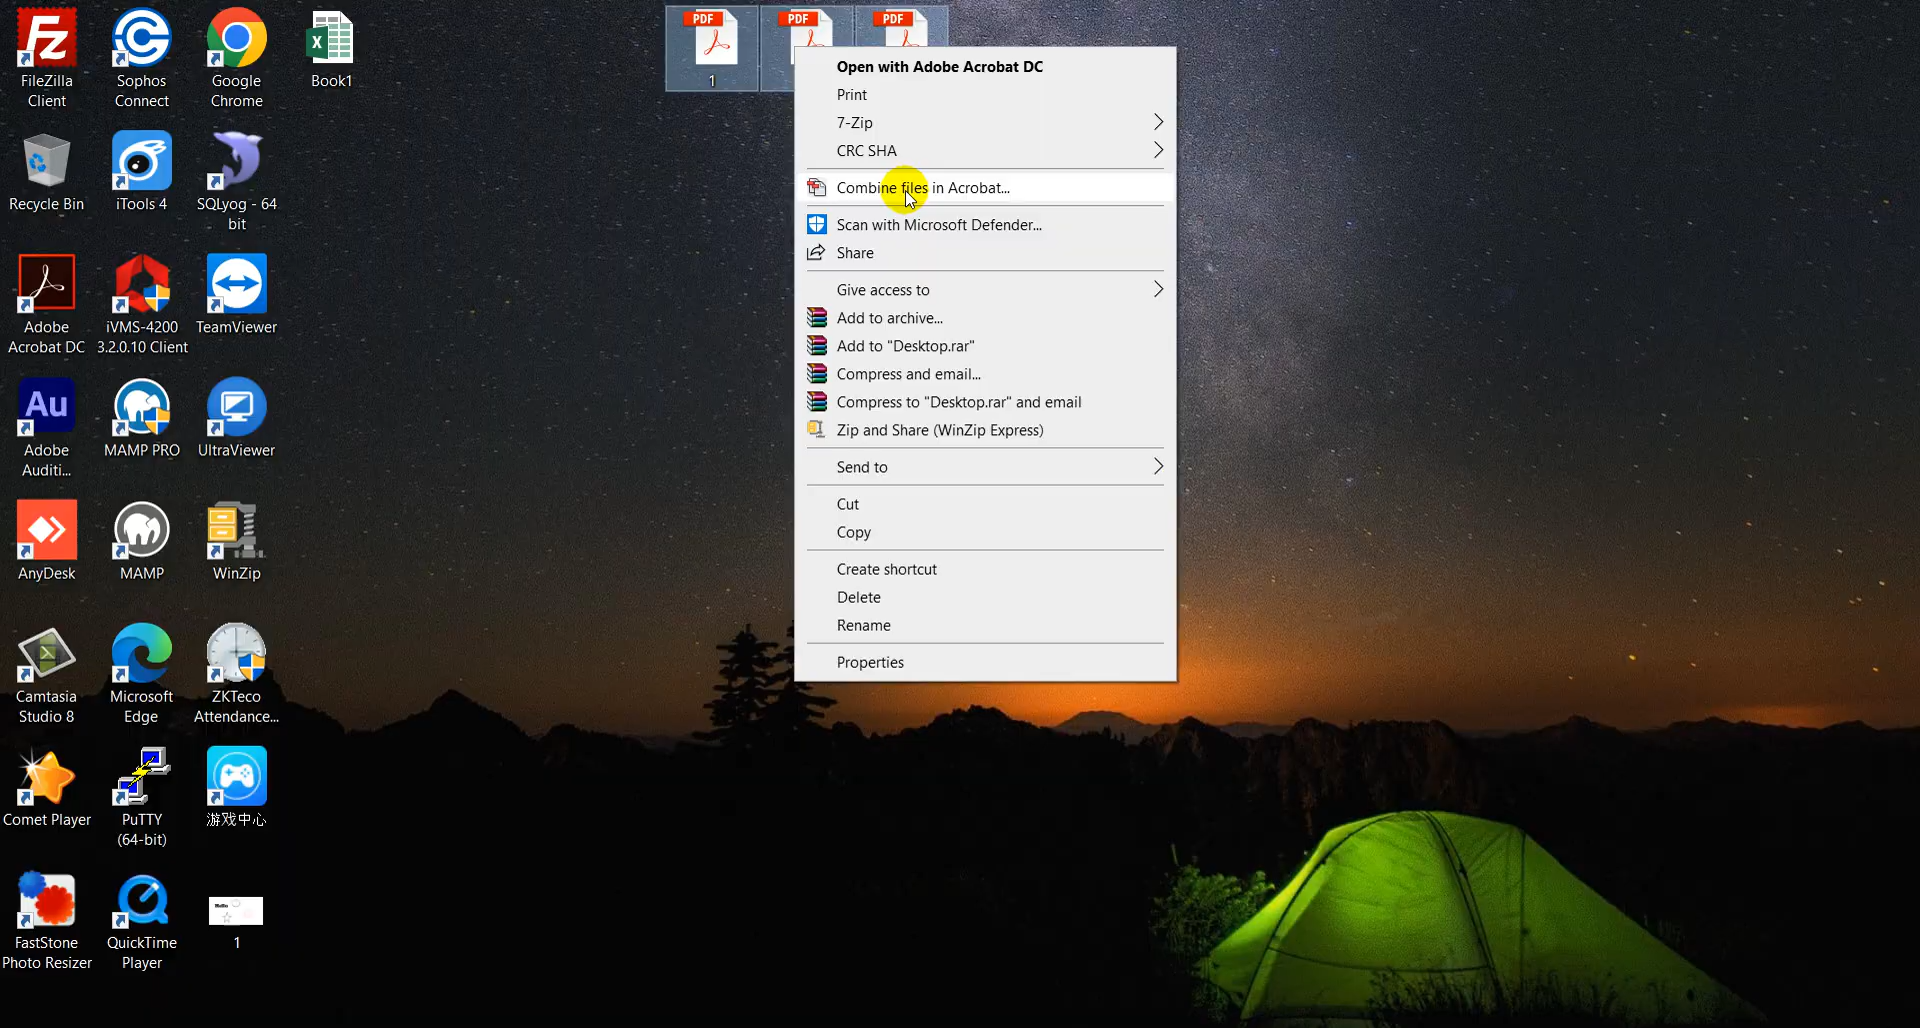 FileZilla
Client
Sophos
Connect
Google
Chrome
Book1
Recycle Bin
iTools 4
SQLyog - 64
bit
Adobe
Acrobat DC
iVMS-4200
3.2.0.10 Client
TeamViewer
Au
Adobe
Auditi...
MAMP PRO
UltraViewer
AnyDesk
MAMP
WinZip
Camtasia
Studio 8
Microsoft
Edge
ZKTeco
Attendance...
Comet Player
PuTTY
(64-bit)
游戏中心
FastStone
Photo Resizer
QuickTime
Player
Hello
1
PDF
1
PDF
PDF
Open with Adobe Acrobat DC
Print
7-Zip
CRC SHA
Combine files in Acrobat...
Scan with Microsoft Defender...
Share
Give access to
Add to archive...
Add to "Desktop.rar"
Compress and email...
Compress to "Desktop.rar" and email
Zip and Share (WinZip Express)
Send to
Cut
Copy
Create shortcut
Delete
Rename
Properties